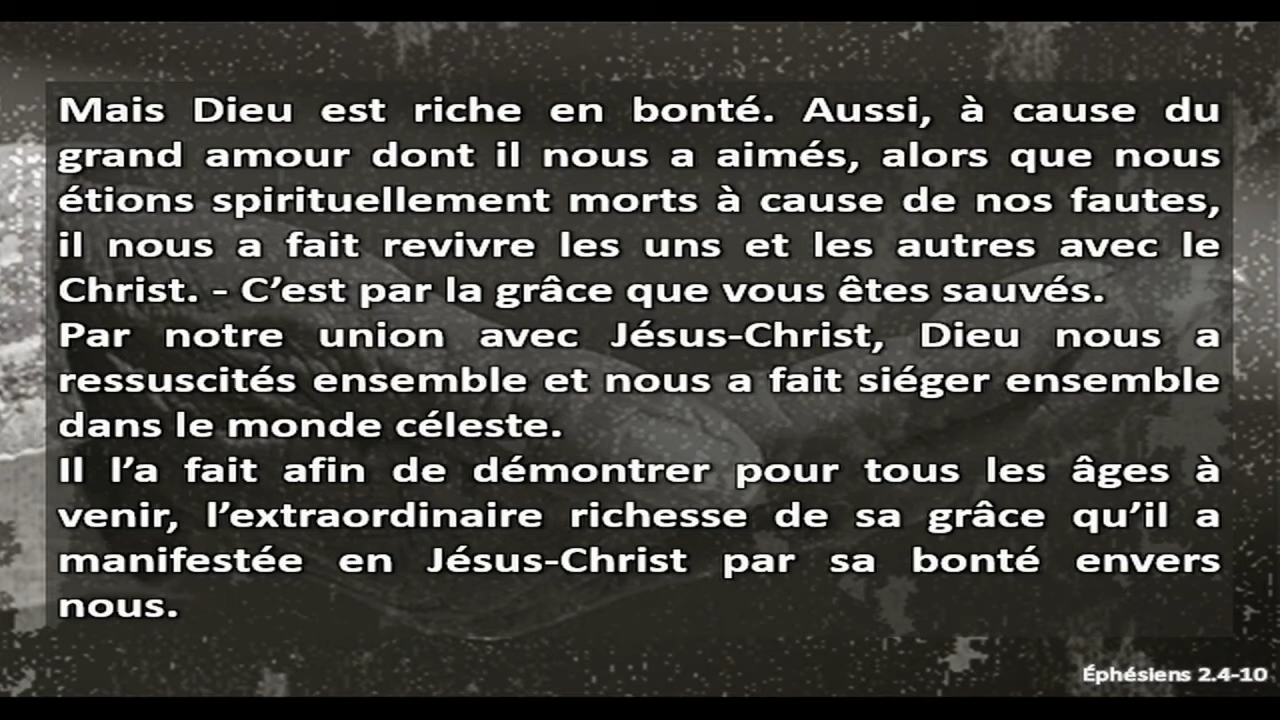 Mais Dieu est riche en bonté. Aussi, à cause du
grand amour dont il nous a aimés, alors que nous
étions spirituellement morts à cause de nos fautes,
il nous a fait revivre les uns et les autres avec le
Christ. - C’est par la grâce que vous êtes sauvés.
Par notre union avec Jésus-Christ, Dieu nous a
ressuscités ensemble et nous a fait siéger ensemble
dans le monde céleste.
Il l’a fait afin de démontrer pour tous les âges à
venir, l’extraordinaire richesse de sa grâce qu’il a
manifestée en Jésus-Christ par sa bonté envers
nous.
Éphésiens 2.4-10